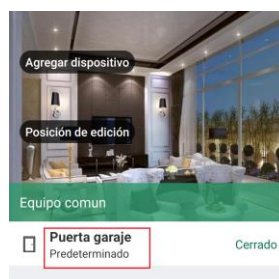 Agregar dispositivo
Posición de edición
Equipo comun
Puerta garaje
Cerrado
Predeterminado